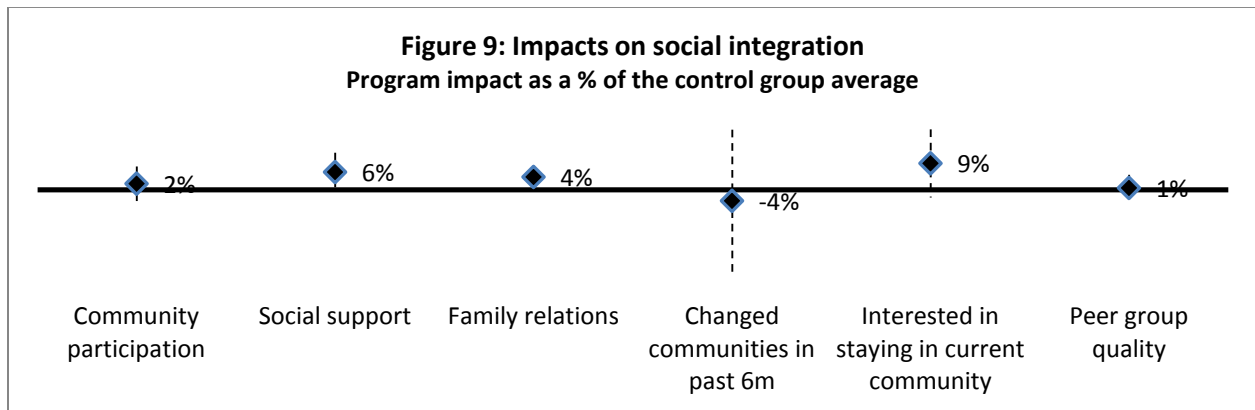 Figure 9: Impacts on social integration
Program impact as a % of the control group average
2%
6%
4%
-4%
9%
1%
Community
participation
Social support
Family relations
Changed
communities in
past 6m
Interested in
staying in current
community
Peer group
quality